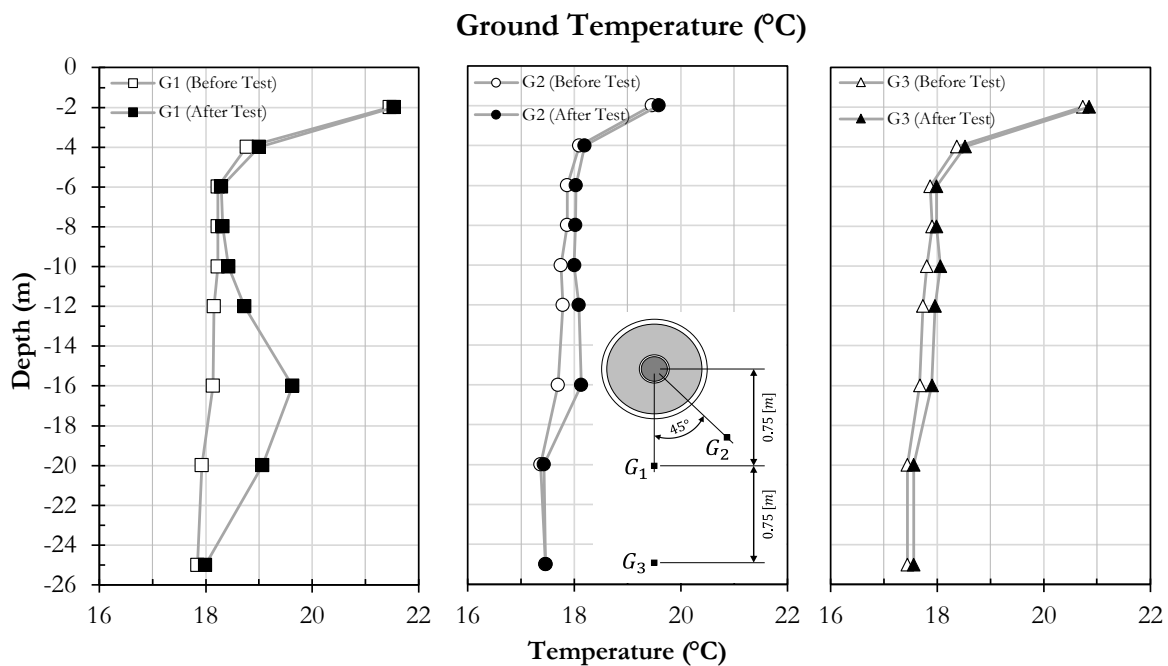 Ground Temperature (°C)
G1 (Before Test)
G1 (After Test)
G2 (Before Test)
G2 (After Test)
G3 (Before Test)
G3 (After Test)
Depth (m)
0
-2
-4
-6
-8
-10
-12
-14
-16
-18
-20
-22
-24
-26
45°
G2
G1
G3
0.75 [m]
0.75 [m]
16 18 20 22
16 18 20 22
16 18 20 22
Temperature (°C)